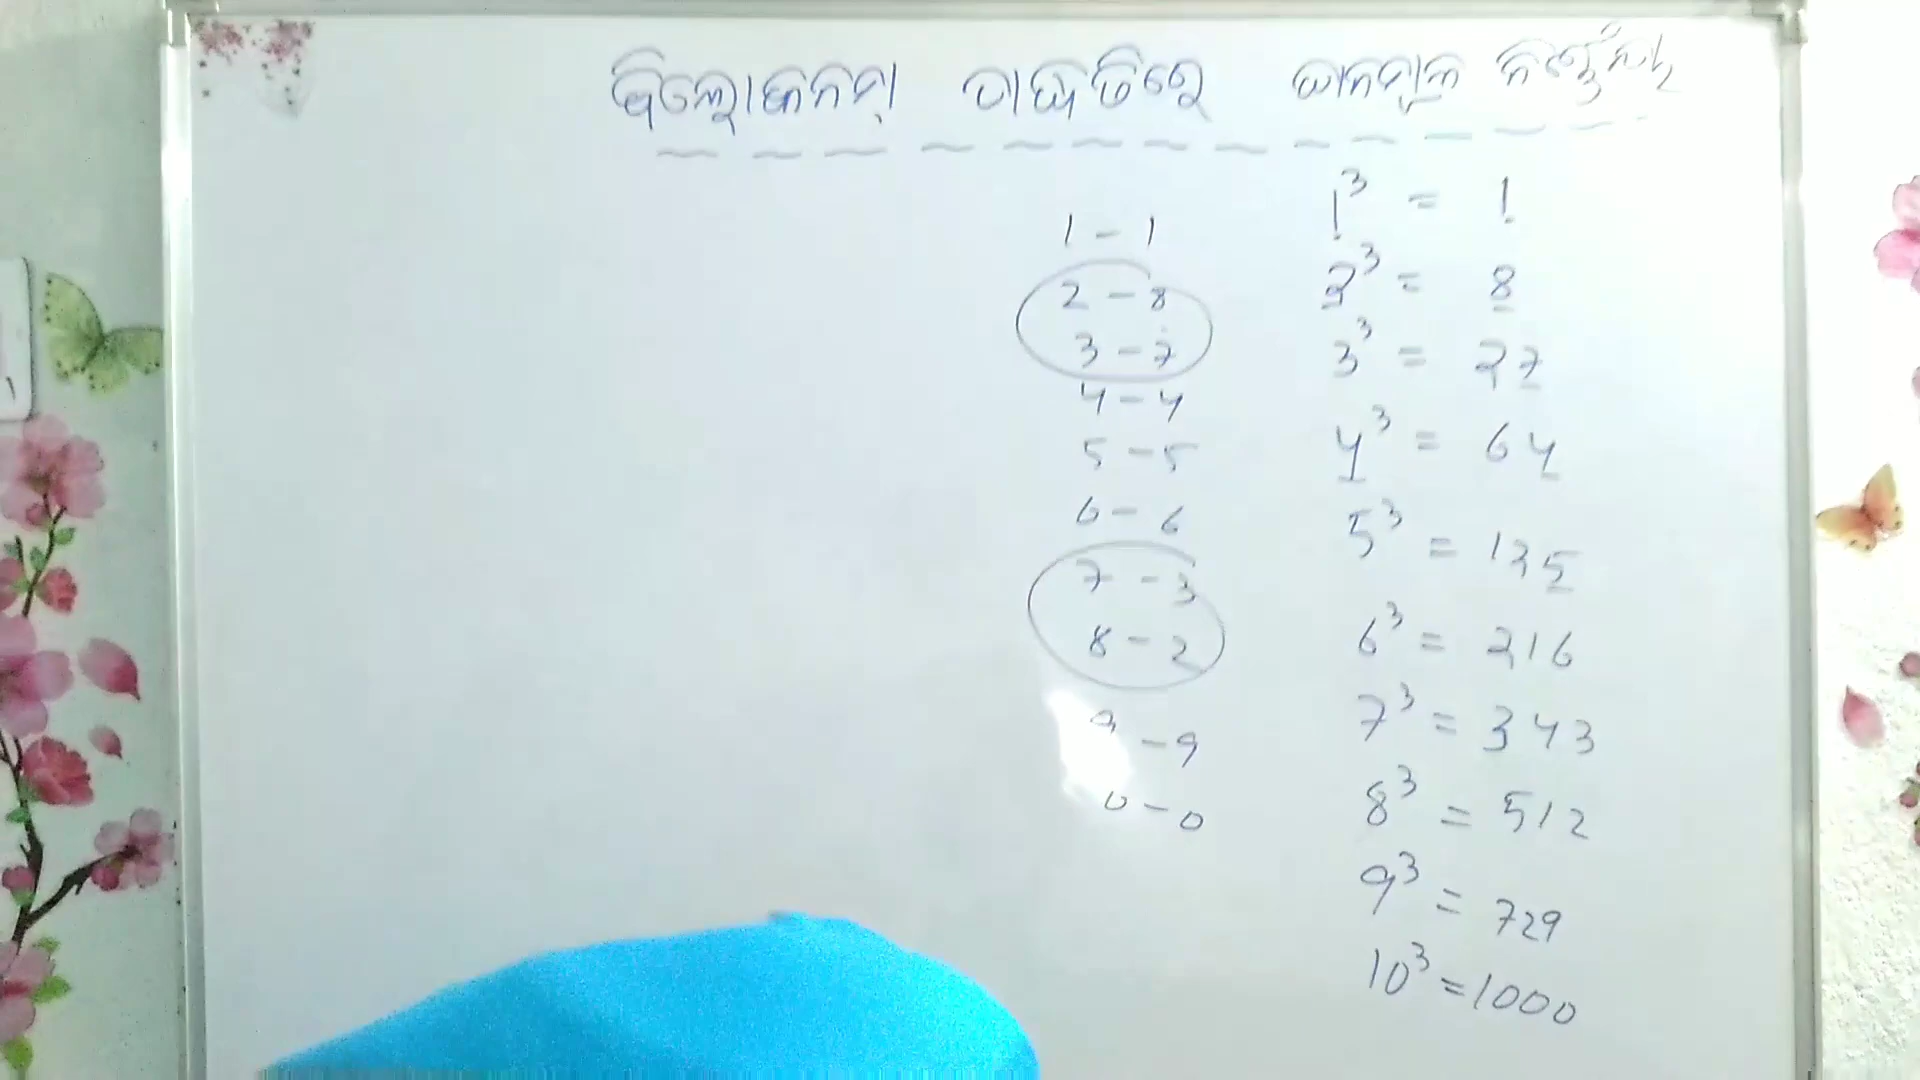 ବିଲୋକନମ୍ ପଦ୍ଧତିରେ ଘନମୂଳ ନିର୍ଣ୍ଣୟ
1 - 1
2 - 8
3 - 7
4 - 4
5 - 5
6 - 6
7 - 3
8 - 2
9 - 9
0 - 0
1³ = 1
2³ = 8
3³ = 27
4³ = 64
5³ = 125
6³ = 216
7³ = 343
8³ = 512
9³ = 729
10³ = 1000